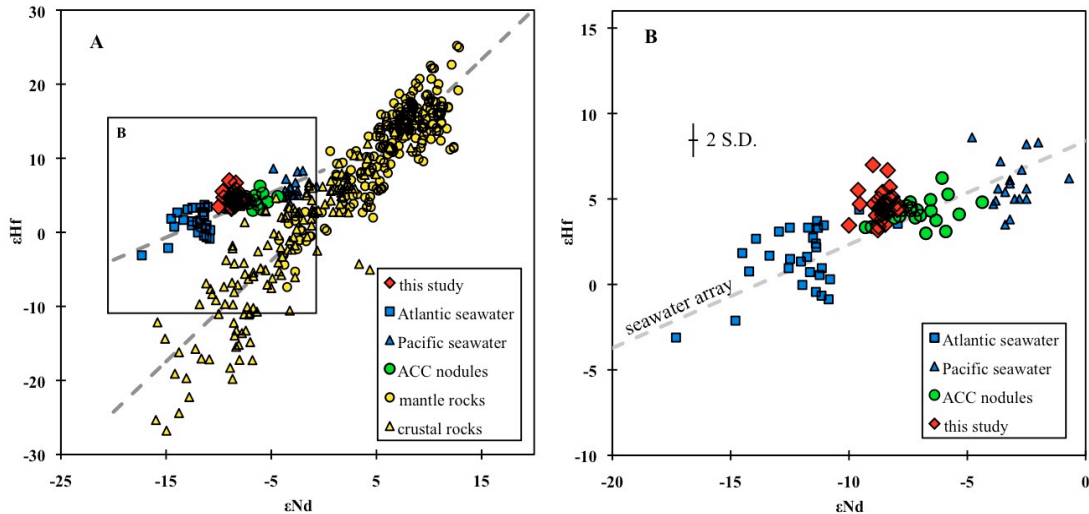 A
εHf
30
20
10
0
-10
-20
-30
-25
-15
-5
5
15
εNd
B
this study
Atlantic seawater
Pacific seawater
ACC nodules
mantle rocks
crustal rocks
B
εHf
15
10
5
0
-5
-10
-20
-15
-10
-5
0
εNd
2 S.D.
seawater array
Atlantic seawater
Pacific seawater
ACC nodules
this study